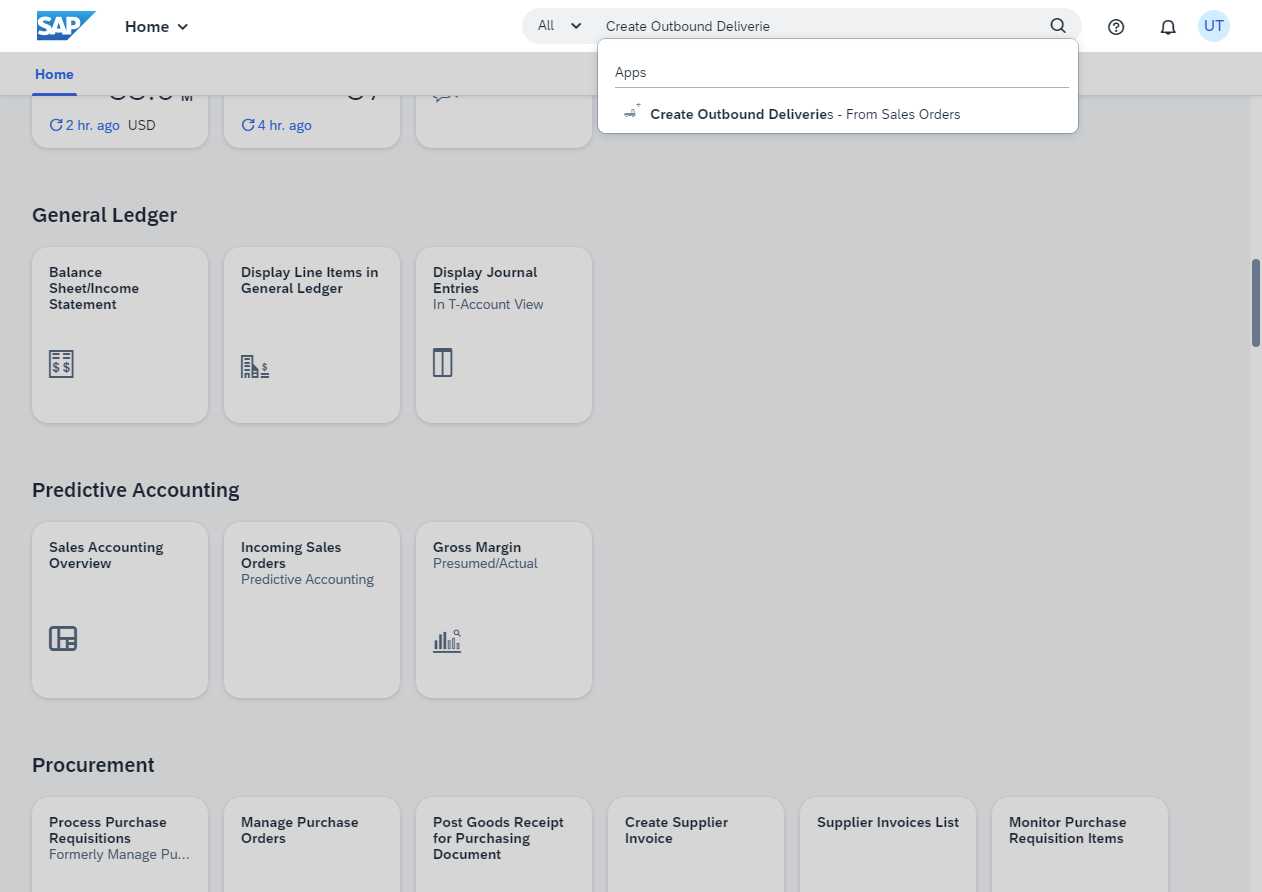 SAP
Home
All
Create Outbound Deliverie
UT
Home
Apps
Create Outbound Deliveries - From Sales Orders
M
2 hr. ago USD
4 hr. ago
General Ledger
Balance
Sheet/Income
Statement
Display Line Items in
General Ledger
Display Journal
Entries
In T-Account View
Predictive Accounting
Sales Accounting
Overview
Incoming Sales
Orders
Predictive Accounting
Gross Margin
Presumed/Actual
Procurement
Process Purchase
Requisitions
Formerly Manage Pu...
Manage Purchase
Orders
Post Goods Receipt
for Purchasing
Document
Create Supplier
Invoice
Supplier Invoices List
Monitor Purchase
Requisition Items